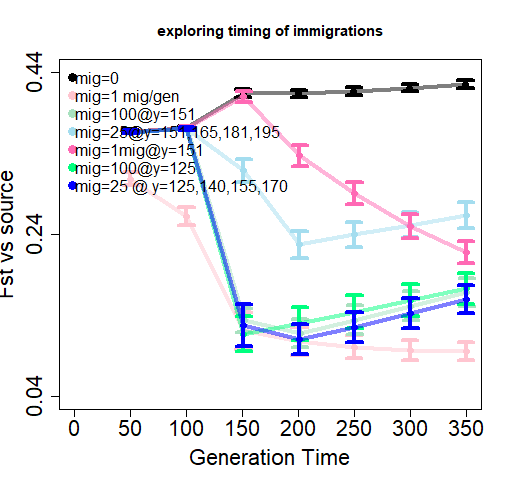 exploring timing of immigrations
0.44
mig=0
mig=1 mig/gen
mig=100@y=151
mig=25@y=151,165,181,195
mig=1mig@y=151
mig=100@y=125
mig=25 @ y=125,140,155,170
Fst vs source
0.24
0.04
0 50 100 150 200 250 300 350
Generation Time